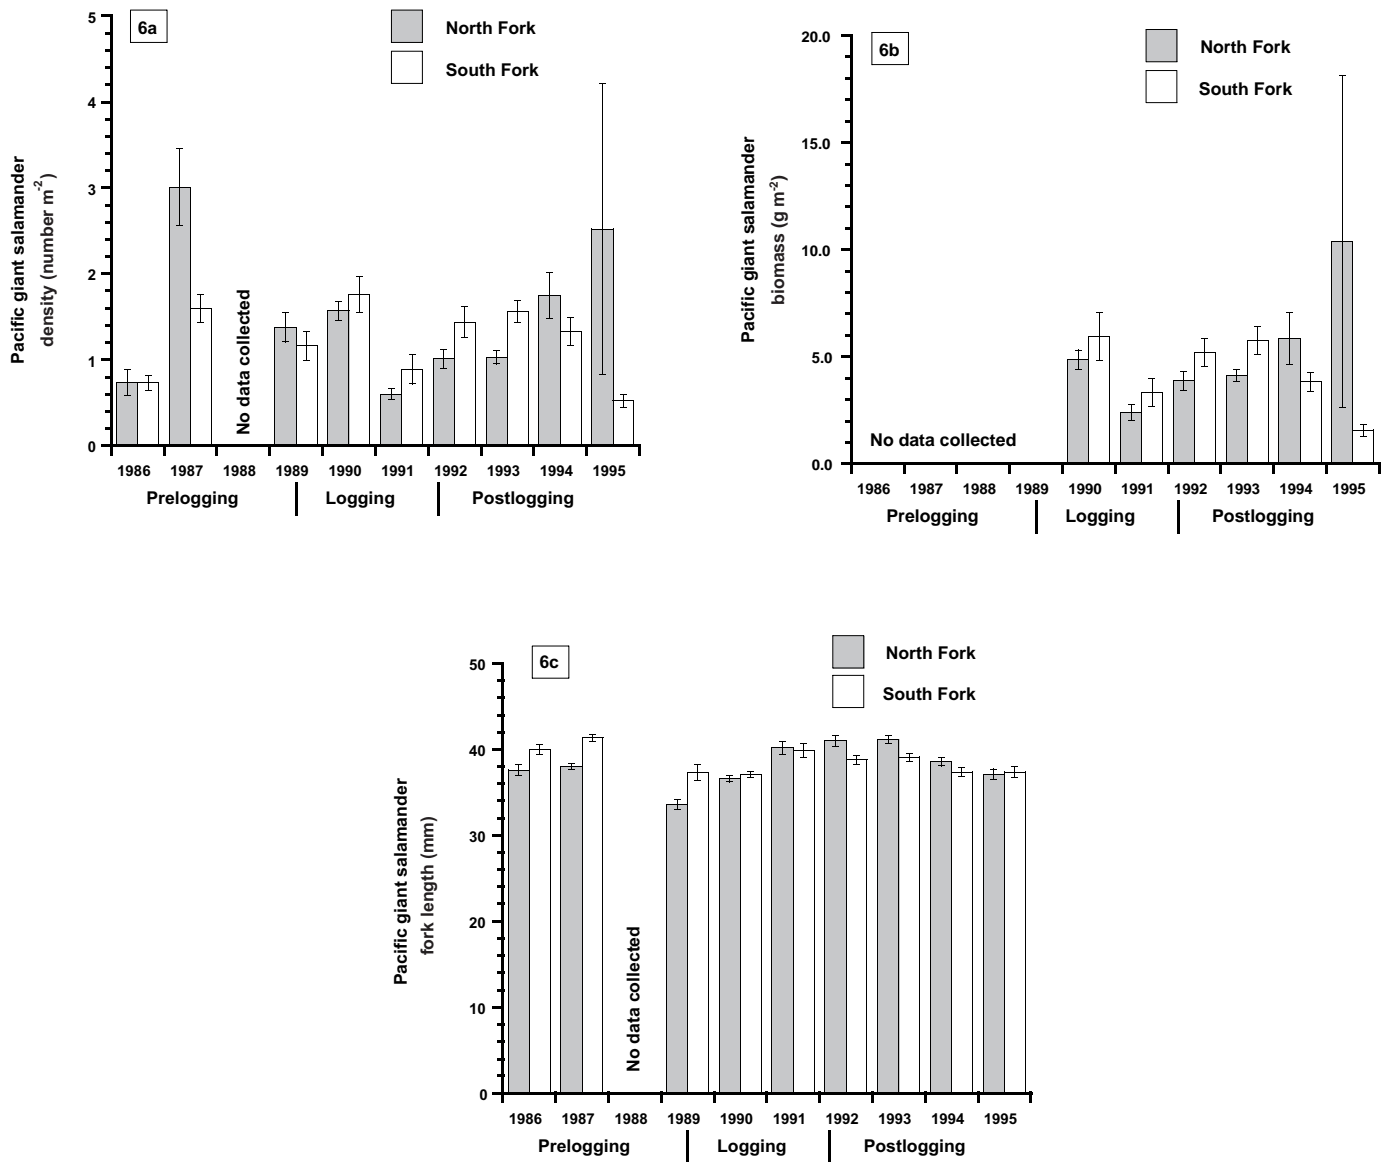 6a
North Fork
South Fork
Pacific giant salamander
density (number m-2)
5
4
3
2
1
0
No data collected
1986 1987 1988 1989 1990 1991 1992 1993 1994 1995
Prelogging Logging Postlogging
6b
North Fork
South Fork
Pacific giant salamander
biomass (g m-2)
20.0
15.0
10.0
5.0
0.0
No data collected
1986 1987 1988 1989 1990 1991 1992 1993 1994 1995
Prelogging Logging Postlogging
6c
North Fork
South Fork
Pacific giant salamander
fork length (mm)
50
40
30
20
10
0
No data collected
1986 1987 1988 1989 1990 1991 1992 1993 1994 1995
Prelogging Logging Postlogging